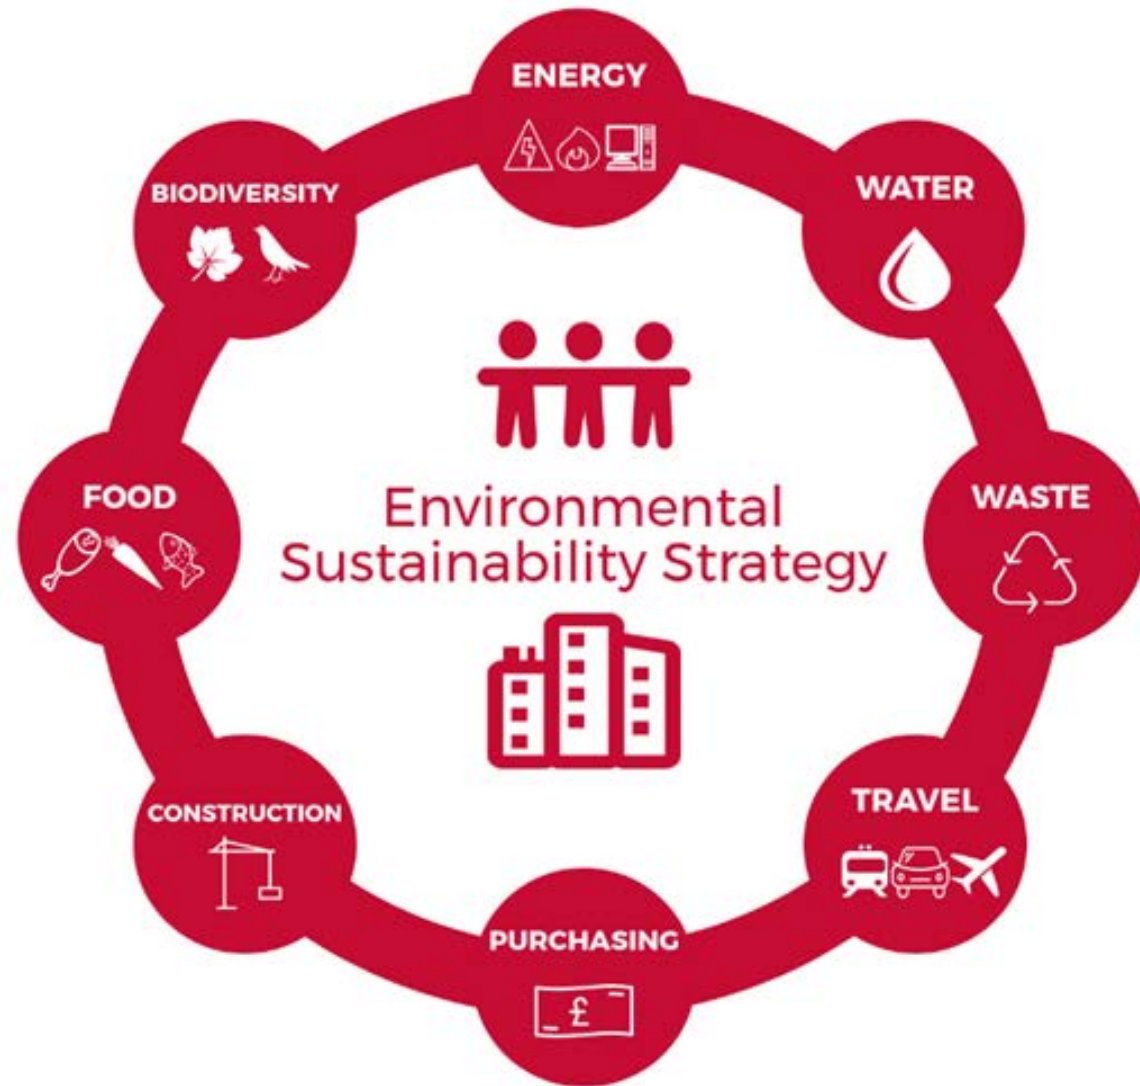 ENERGY
WATER
WASTE
TRAVEL
PURCHASING
£
CONSTRUCTION
FOOD
BIODIVERSITY
Environmental
Sustainability Strategy